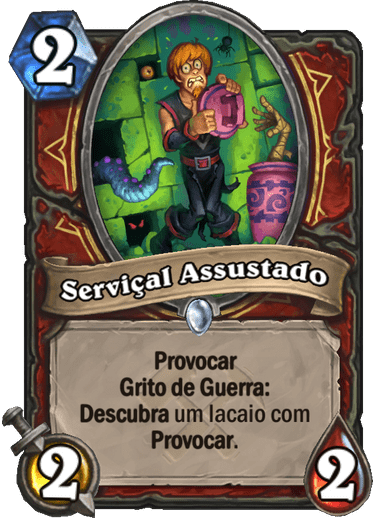 2
Serviçal Assustado
Provocar
Grito de Guerra:
Descubra um lacaio com
Provocar.
2
2